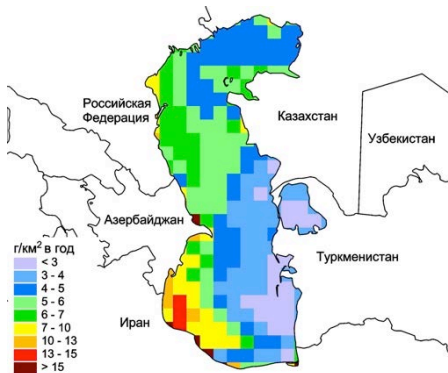 Российская
Федерация
Казахстан
Узбекистан
Азербайджан
Туркменистан
Иран
г/км² в год
< 3
3 - 4
4 - 5
5 - 6
6 - 7
7 - 10
10 - 13
13 - 15
> 15